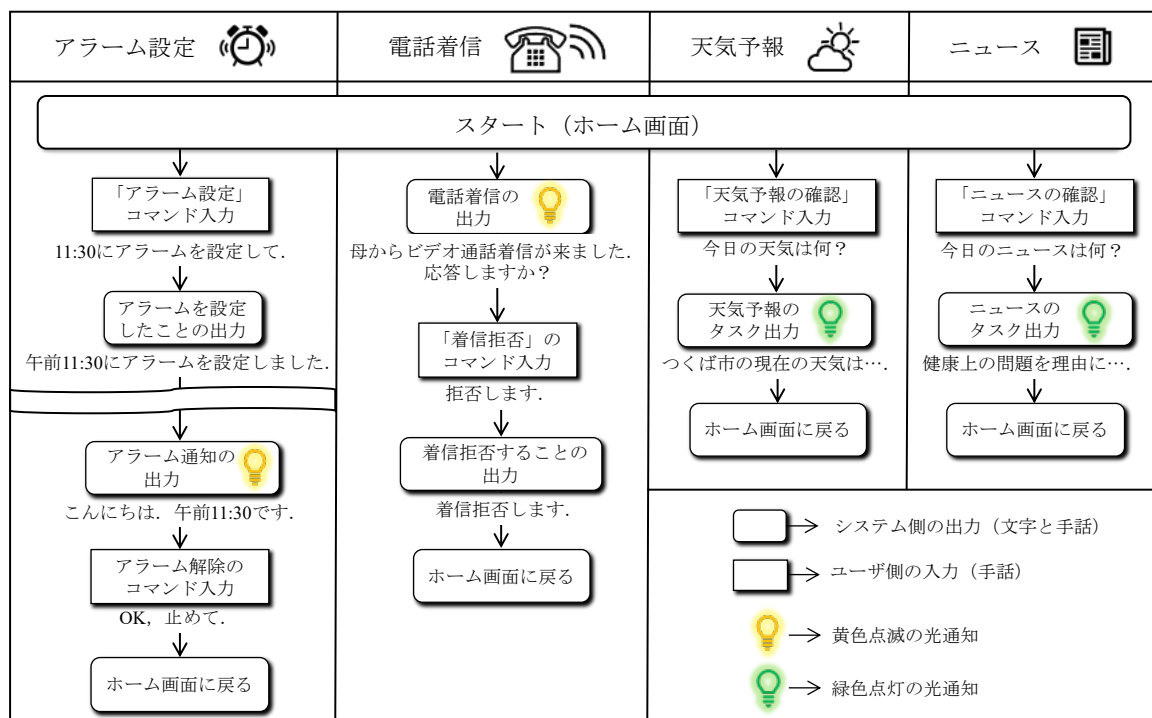 アラーム設定
電話着信
天気予報
ニュース
スタート（ホーム画面）
「アラーム設定」
コマンド入力
11:30にアラームを設定して.
アラームを設定
したことの出力
午前11:30にアラームを設定しました.
アラーム通知の
出力
こんにちは．午前11:30です.
アラーム解除の
コマンド入力
OK，止めて.
ホーム画面に戻る
電話着信の
出力
母からビデオ通話着信が来ました.
応答しますか？
「着信拒否」の
コマンド入力
拒否します.
着信拒否することの
出力
着信拒否します.
ホーム画面に戻る
「天気予報の確認」
コマンド入力
今日の天気は何？
天気予報の
タスク出力
つくば市の現在の天気は….
ホーム画面に戻る
「ニュースの確認」
コマンド入力
今日のニュースは何？
ニュースの
タスク出力
健康上の問題を理由に….
ホーム画面に戻る
システム側の出力（文字と手話）
ユーザ側の入力（手話）
黄色点滅の光通知
緑色点灯の光通知